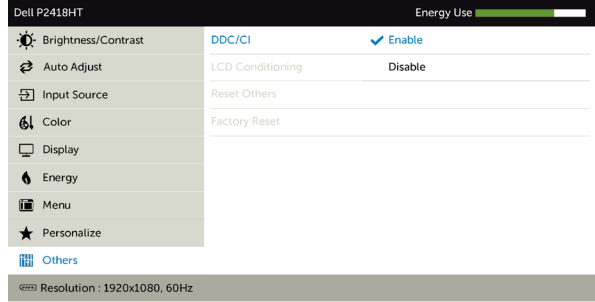 Dell P2418HT Energy Use
Brightness/Contrast DDC/CI Enable
Auto Adjust LCD Conditioning Disable
Input Source Reset Others
Color Factory Reset
Display
Energy
Menu
Personalize
Others
Resolution : 1920x1080, 60Hz